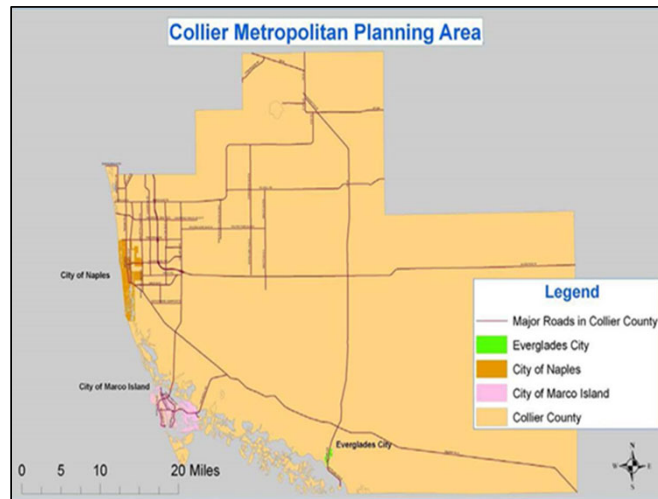 Collier Metropolitan Planning Area
City of Naples
City of Marco Island
Everglades City
Legend
Major Roads in Collier County
Everglades City
City of Naples
City of Marco Island
Collier County
0 5 10 20 Miles
N
W E
S